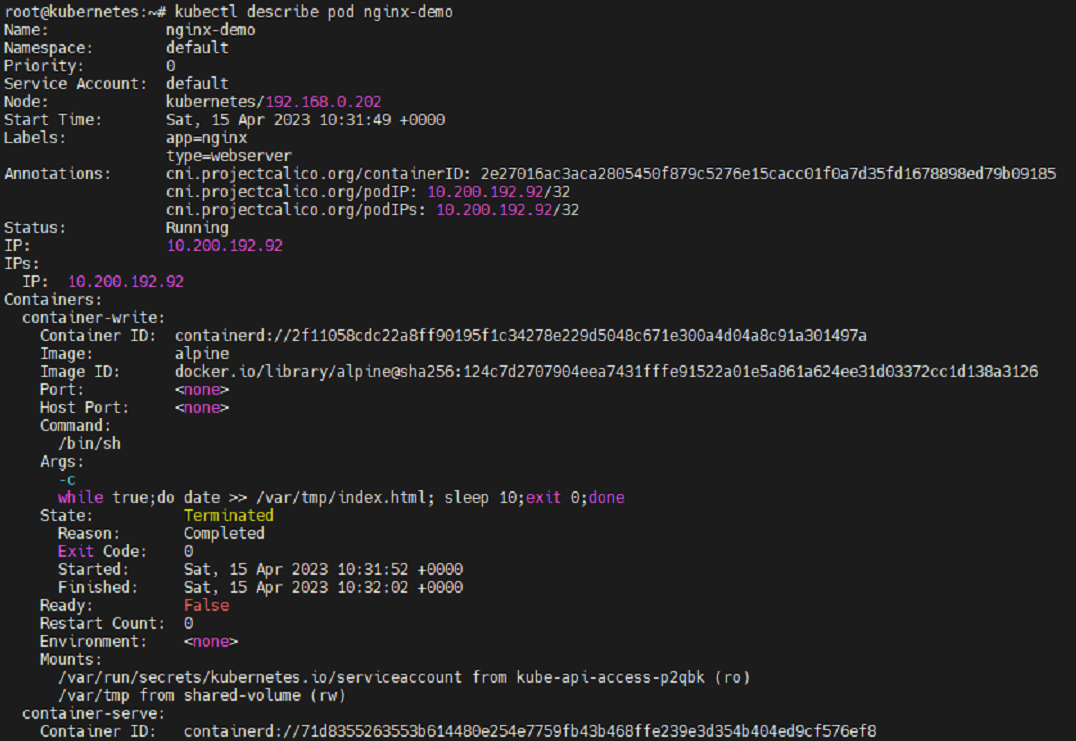 root@kubernetes:~# kubectl describe pod nginx-demo
Name:             nginx-demo
Namespace:        default
Priority:         0
Service Account:  default
Node:             kubernetes/192.168.0.202
Start Time:       Sat, 15 Apr 2023 10:31:49 +0000
Labels:           app=nginx
                  type=webserver
Annotations:      cni.projectcalico.org/containerID: 2e27016ac3aca2805450f879c5276e15cacc01f0a7d35fd1678898ed79b09185
                  cni.projectcalico.org/podIP: 10.200.192.92/32
                  cni.projectcalico.org/podIPs: 10.200.192.92/32
Status:           Running
IP:               10.200.192.92
IPs:
  IP:  10.200.192.92
Containers:
  container-write:
    Container ID:  containerd://2f11058cdc22a8ff90195f1c34278e229d5048c671e300a4d04a8c91a301497a
    Image:         alpine
    Image ID:      docker.io/library/alpine@sha256:124c7d2707904eea7431fffe91522a01e5a861a624ee31d03372cc1d138a3126
    Port:          <none>
    Host Port:     <none>
    Command:
      /bin/sh
    Args:
      -c
      while true;do date >> /var/tmp/index.html; sleep 10;exit 0;done
    State:          Terminated
      Reason:       Completed
      Exit Code:    0
      Started:      Sat, 15 Apr 2023 10:31:52 +0000
      Finished:     Sat, 15 Apr 2023 10:32:02 +0000
    Ready:          False
    Restart Count:  0
    Environment:    <none>
    Mounts:
      /var/run/secrets/kubernetes.io/serviceaccount from kube-api-access-p2qbk (ro)
      /var/tmp from shared-volume (rw)
  container-serve:
    Container ID:   containerd://71d8355263553b614480e254e7759fb43b468ffe239e3d354b404ed9cf576ef8